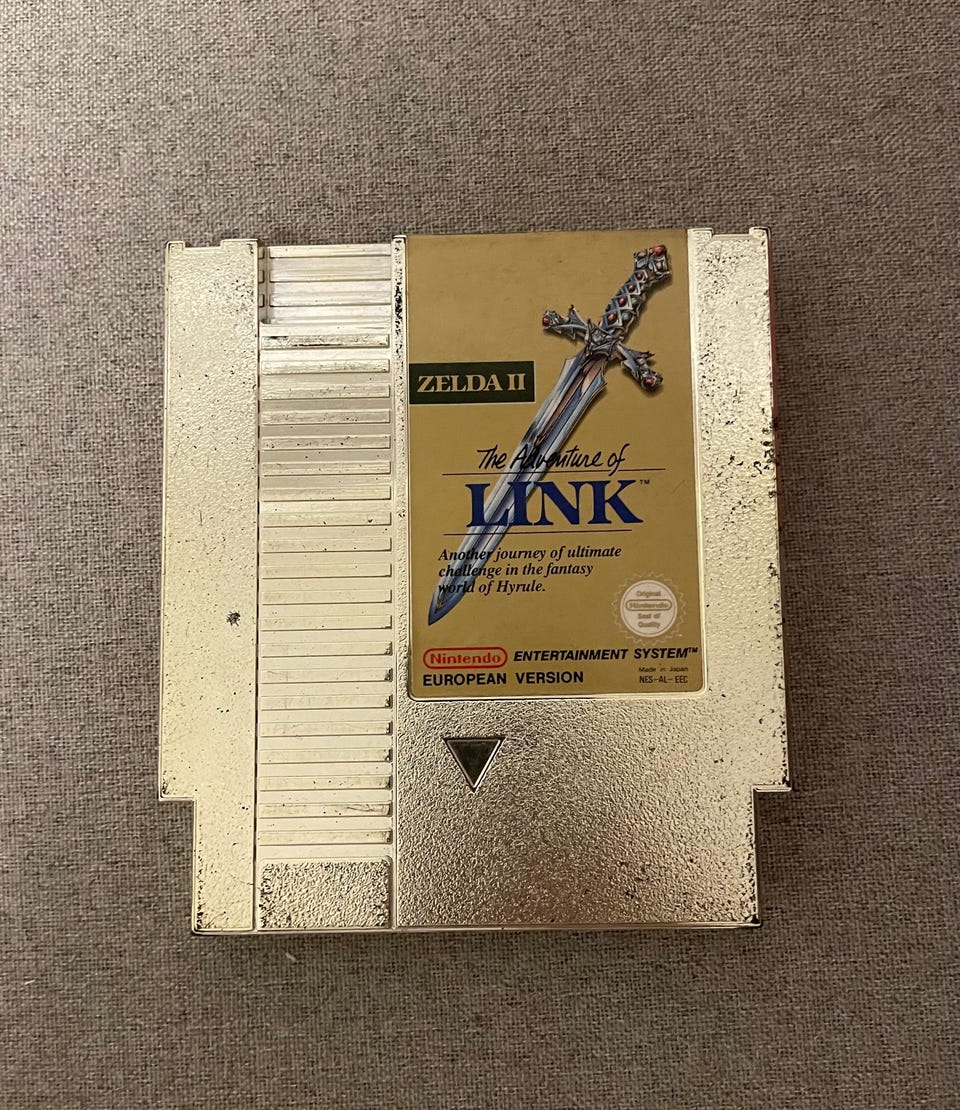 ZELDA II
The Adventure of
LINK™
Another journey of ultimate
challenge in the fantasy
world of Hyrule.
Original
Nintendo
Seal of
Quality
Nintendo ENTERTAINMENT SYSTEM™
EUROPEAN VERSION
Made in Japan
NES-AL-EEC